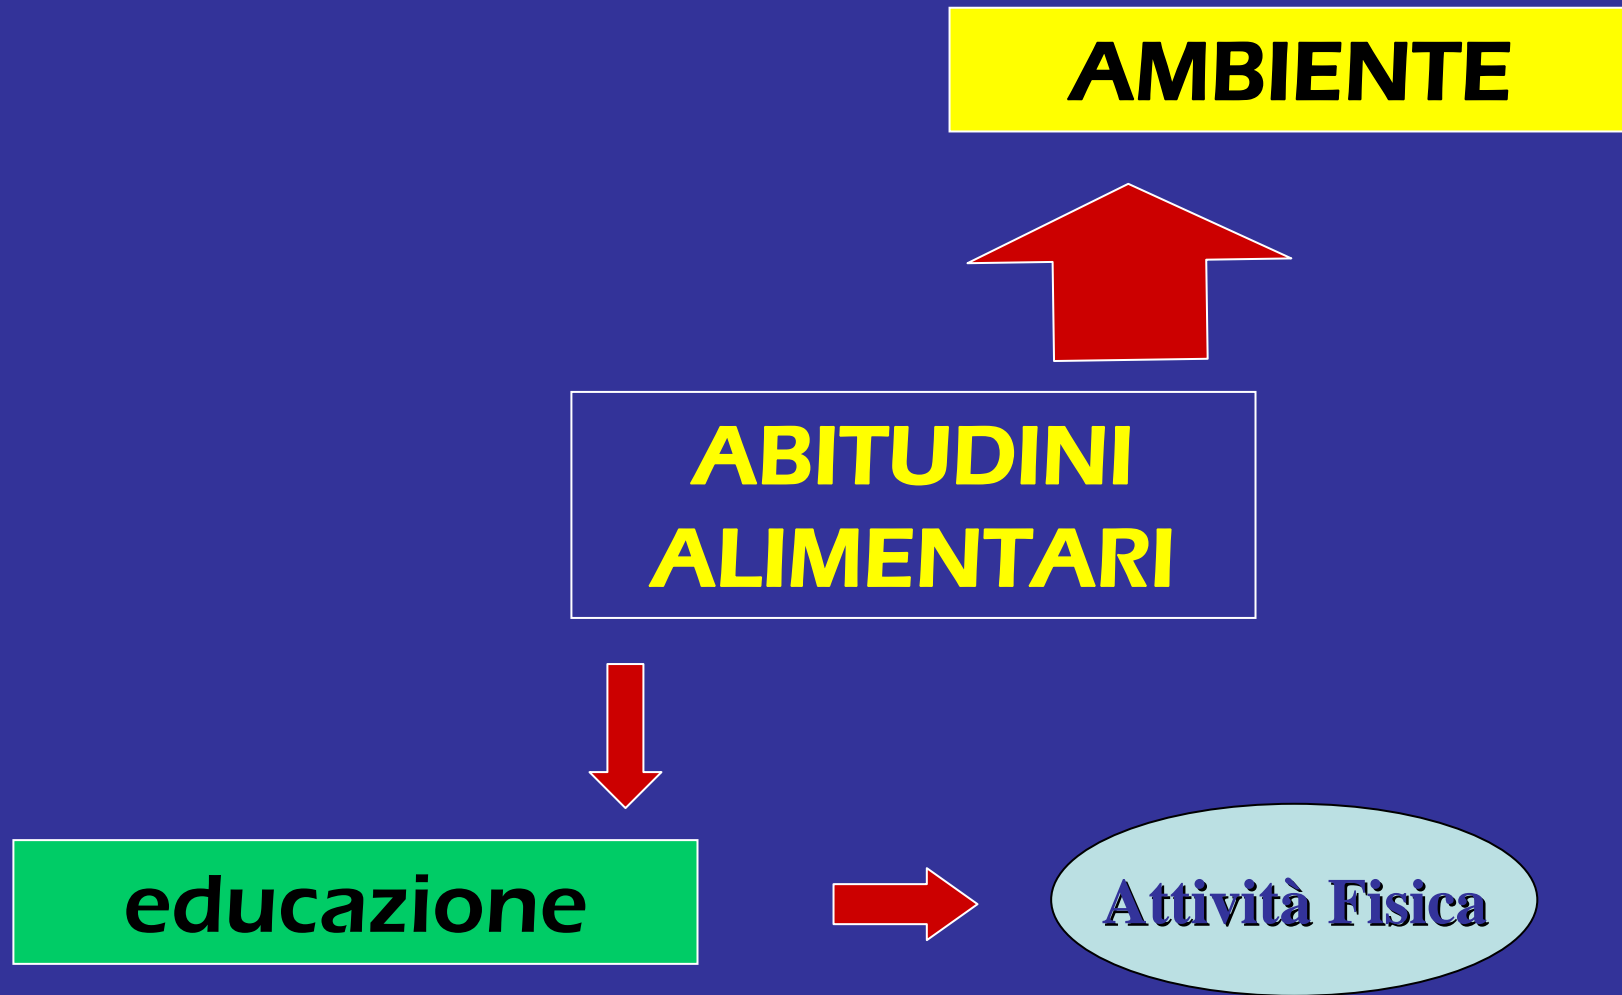 AMBIENTE
ABITUDINI
ALIMENTARI
educazione
Attività Fisica